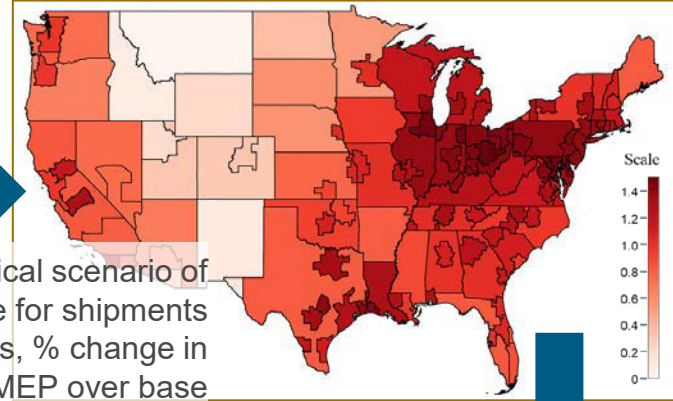 Scale
1.4
1.2
1.0
0.8
0.6
0.4
0.2
0
ical scenario of
e for shipments
s, % change in
MEP over base